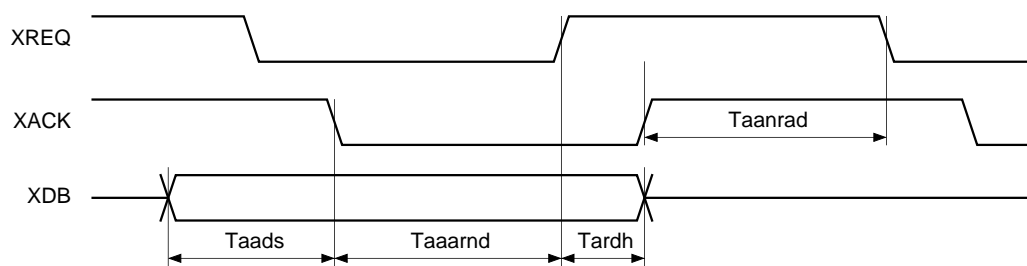 XREQ
XACK
Taanrad
XDB
Taads
Taaarnd
Tardh